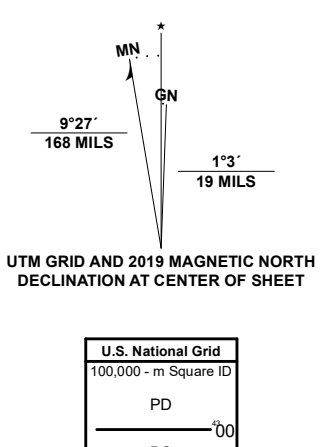 ★
MN
GN
9°27´
168 MILS
1°3´
19 MILS
UTM GRID AND 2019 MAGNETIC NORTH
DECLINATION AT CENTER OF SHEET
U.S. National Grid
100,000 - m Square ID
PD
⁴³00